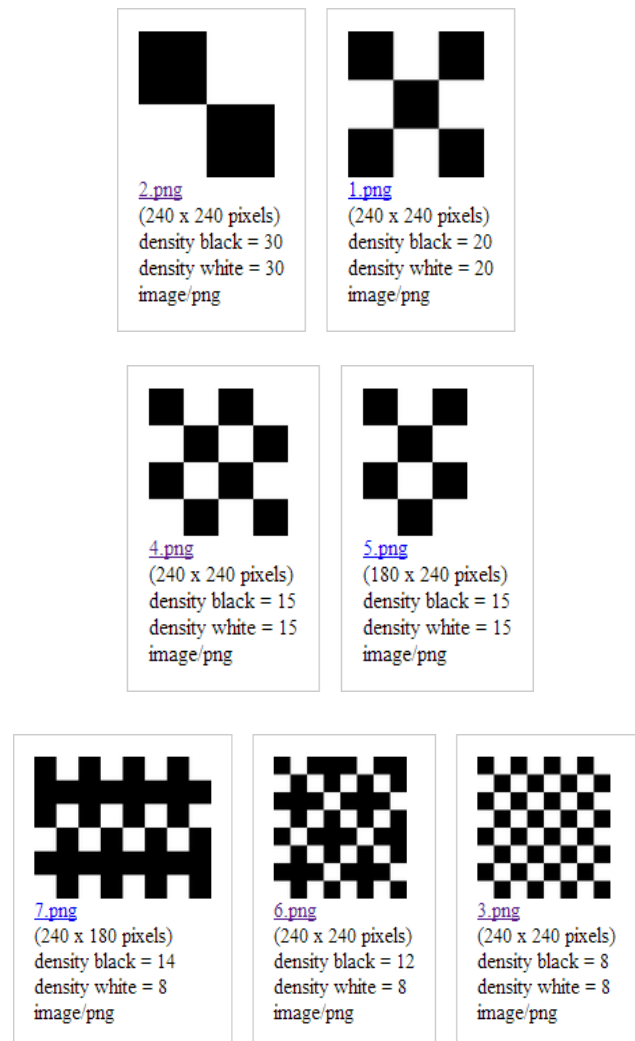 2.png
(240 x 240 pixels)
density black = 30
density white = 30
image/png
1.png
(240 x 240 pixels)
density black = 20
density white = 20
image/png
4.png
(240 x 240 pixels)
density black = 15
density white = 15
image/png
5.png
(180 x 240 pixels)
density black = 15
density white = 15
image/png
7.png
(240 x 180 pixels)
density black = 14
density white = 8
image/png
6.png
(240 x 240 pixels)
density black = 12
density white = 8
image/png
3.png
(240 x 240 pixels)
density black = 8
density white = 8
image/png